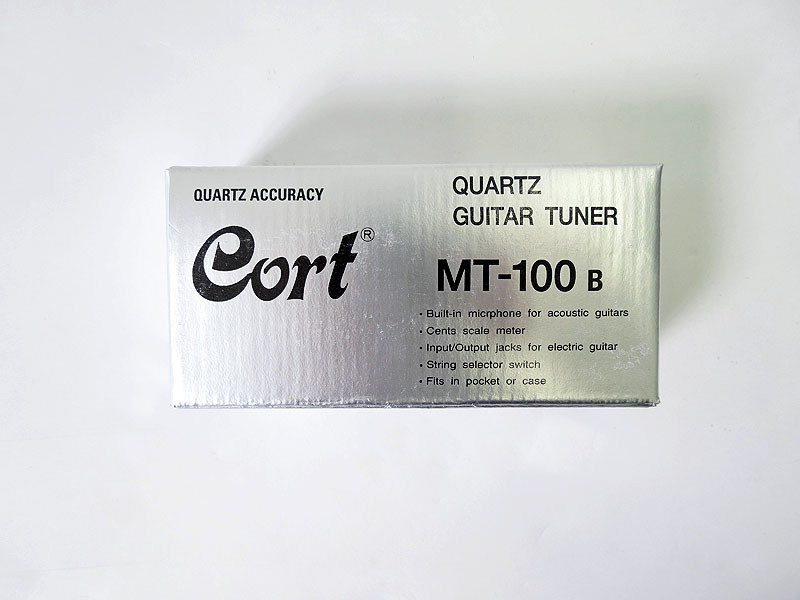 QUARTZ ACCURACY
Cort®
QUARTZ
GUITAR TUNER
MT-100 B
• Built-in micrphone for acoustic guitars
• Cents scale meter
• Input/Output jacks for electric guitar
• String selector switch
• Fits in pocket or case